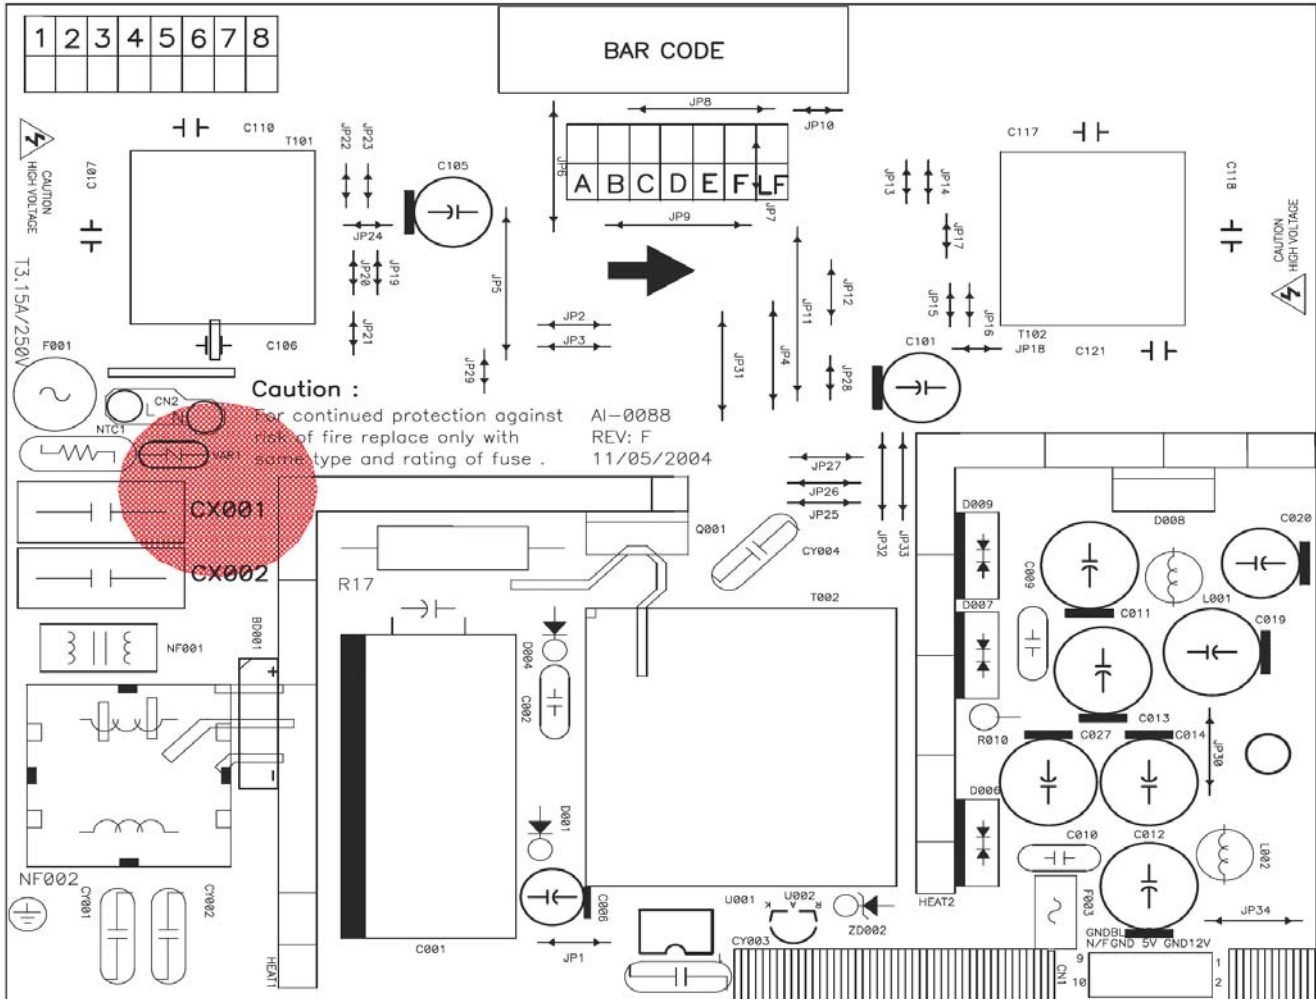 1 2 3 4 5 6 7 8
BAR CODE
JP8
JP10
C110
T101
JP22
JP23
C105
JP6
A B C D E F LF
JP7
JP9
C117
C118
JP13
JP14
JP17
CAUTION
HIGH VOLTAGE
C107
CAUTION
HIGH VOLTAGE
JP24
JP20
JP19
JP5
JP11
JP12
JP15
JP16
T3.15A/250V
JP2
JP3
JP21
C106
F001
JP29
JP31
JP4
JP28
C101
T102
JP18
C121
CN2
L
N
NTC1
VAR1
Caution :
For continued protection against
risk of fire replace only with
same type and rating of fuse .
AI-0088
REV: F
11/05/2004
JP27
JP26
JP25
JP32
JP33
CX001
CX002
Q001
CY004
R17
T002
D009
D008
C020
C009
C011
L001
C019
D007
NF001
BD001
+
-
D004
C002
C013
R010
C027
C014
JP30
D006
D001
C010
C012
L002
NF002
CY001
CY002
C006
U001
U002
K A R
ZD002
HEAT2
F003
JP34
C001
JP1
CY003
HEAT1
GNDBL
N/FGND 5V GND12V
CN1
9
10
1
2